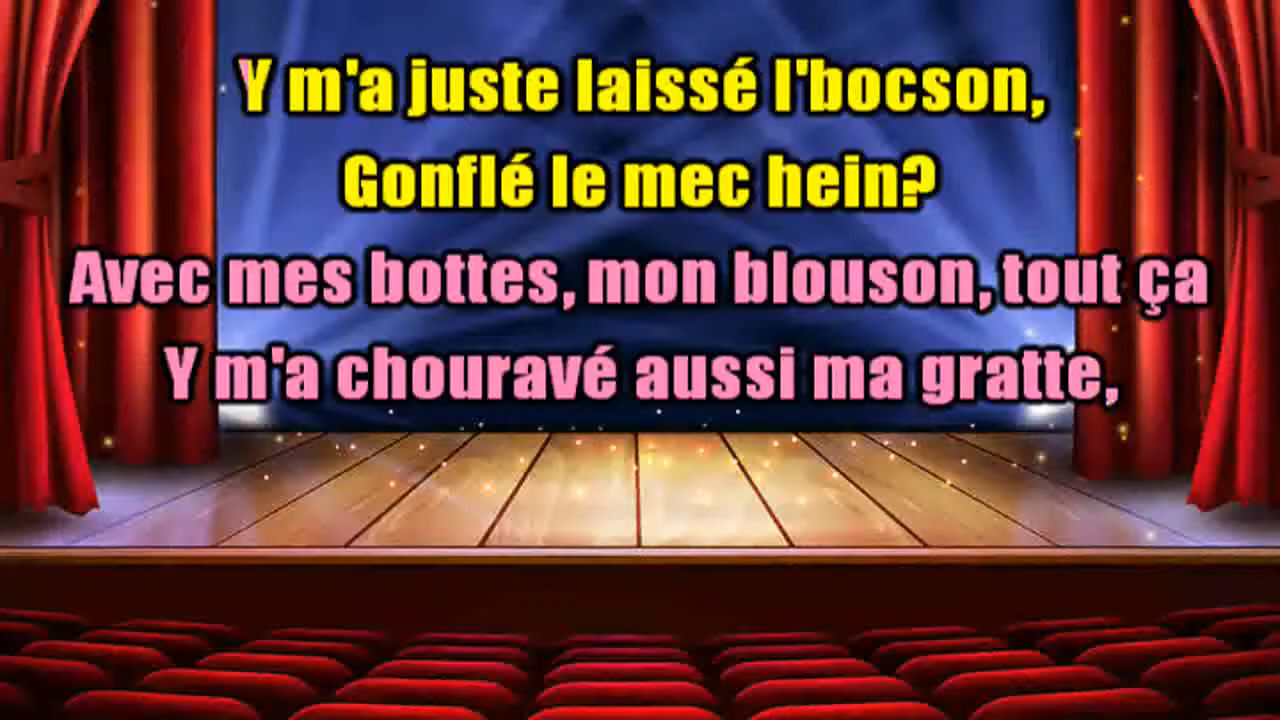 Y m'a juste laissé l'bocson,
Gonflé le mec hein?
Avec mes bottes, mon blouson, tout ça
Y m'a chouravé aussi ma gratte,